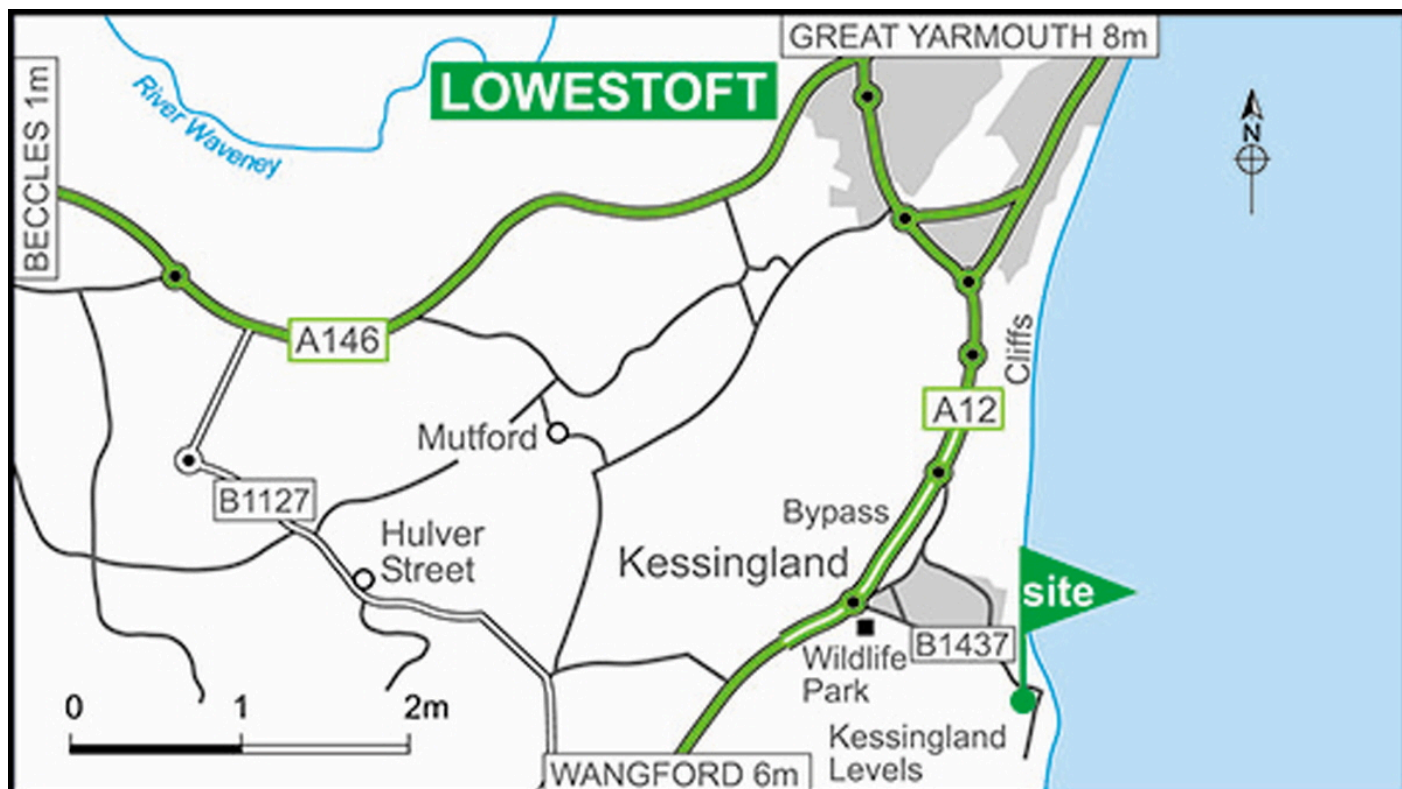 GREAT YARMOUTH 8m
LOWESTOFT
BECCLES 1m
River Waveney
N
A146
Cliffs
A12
Mutford
B1127
Bypass
Hulver
Street
Kessingland
site
B1437
Wildlife
Park
0 1 2m
Kessingland
Levels
WANGFORD 6m